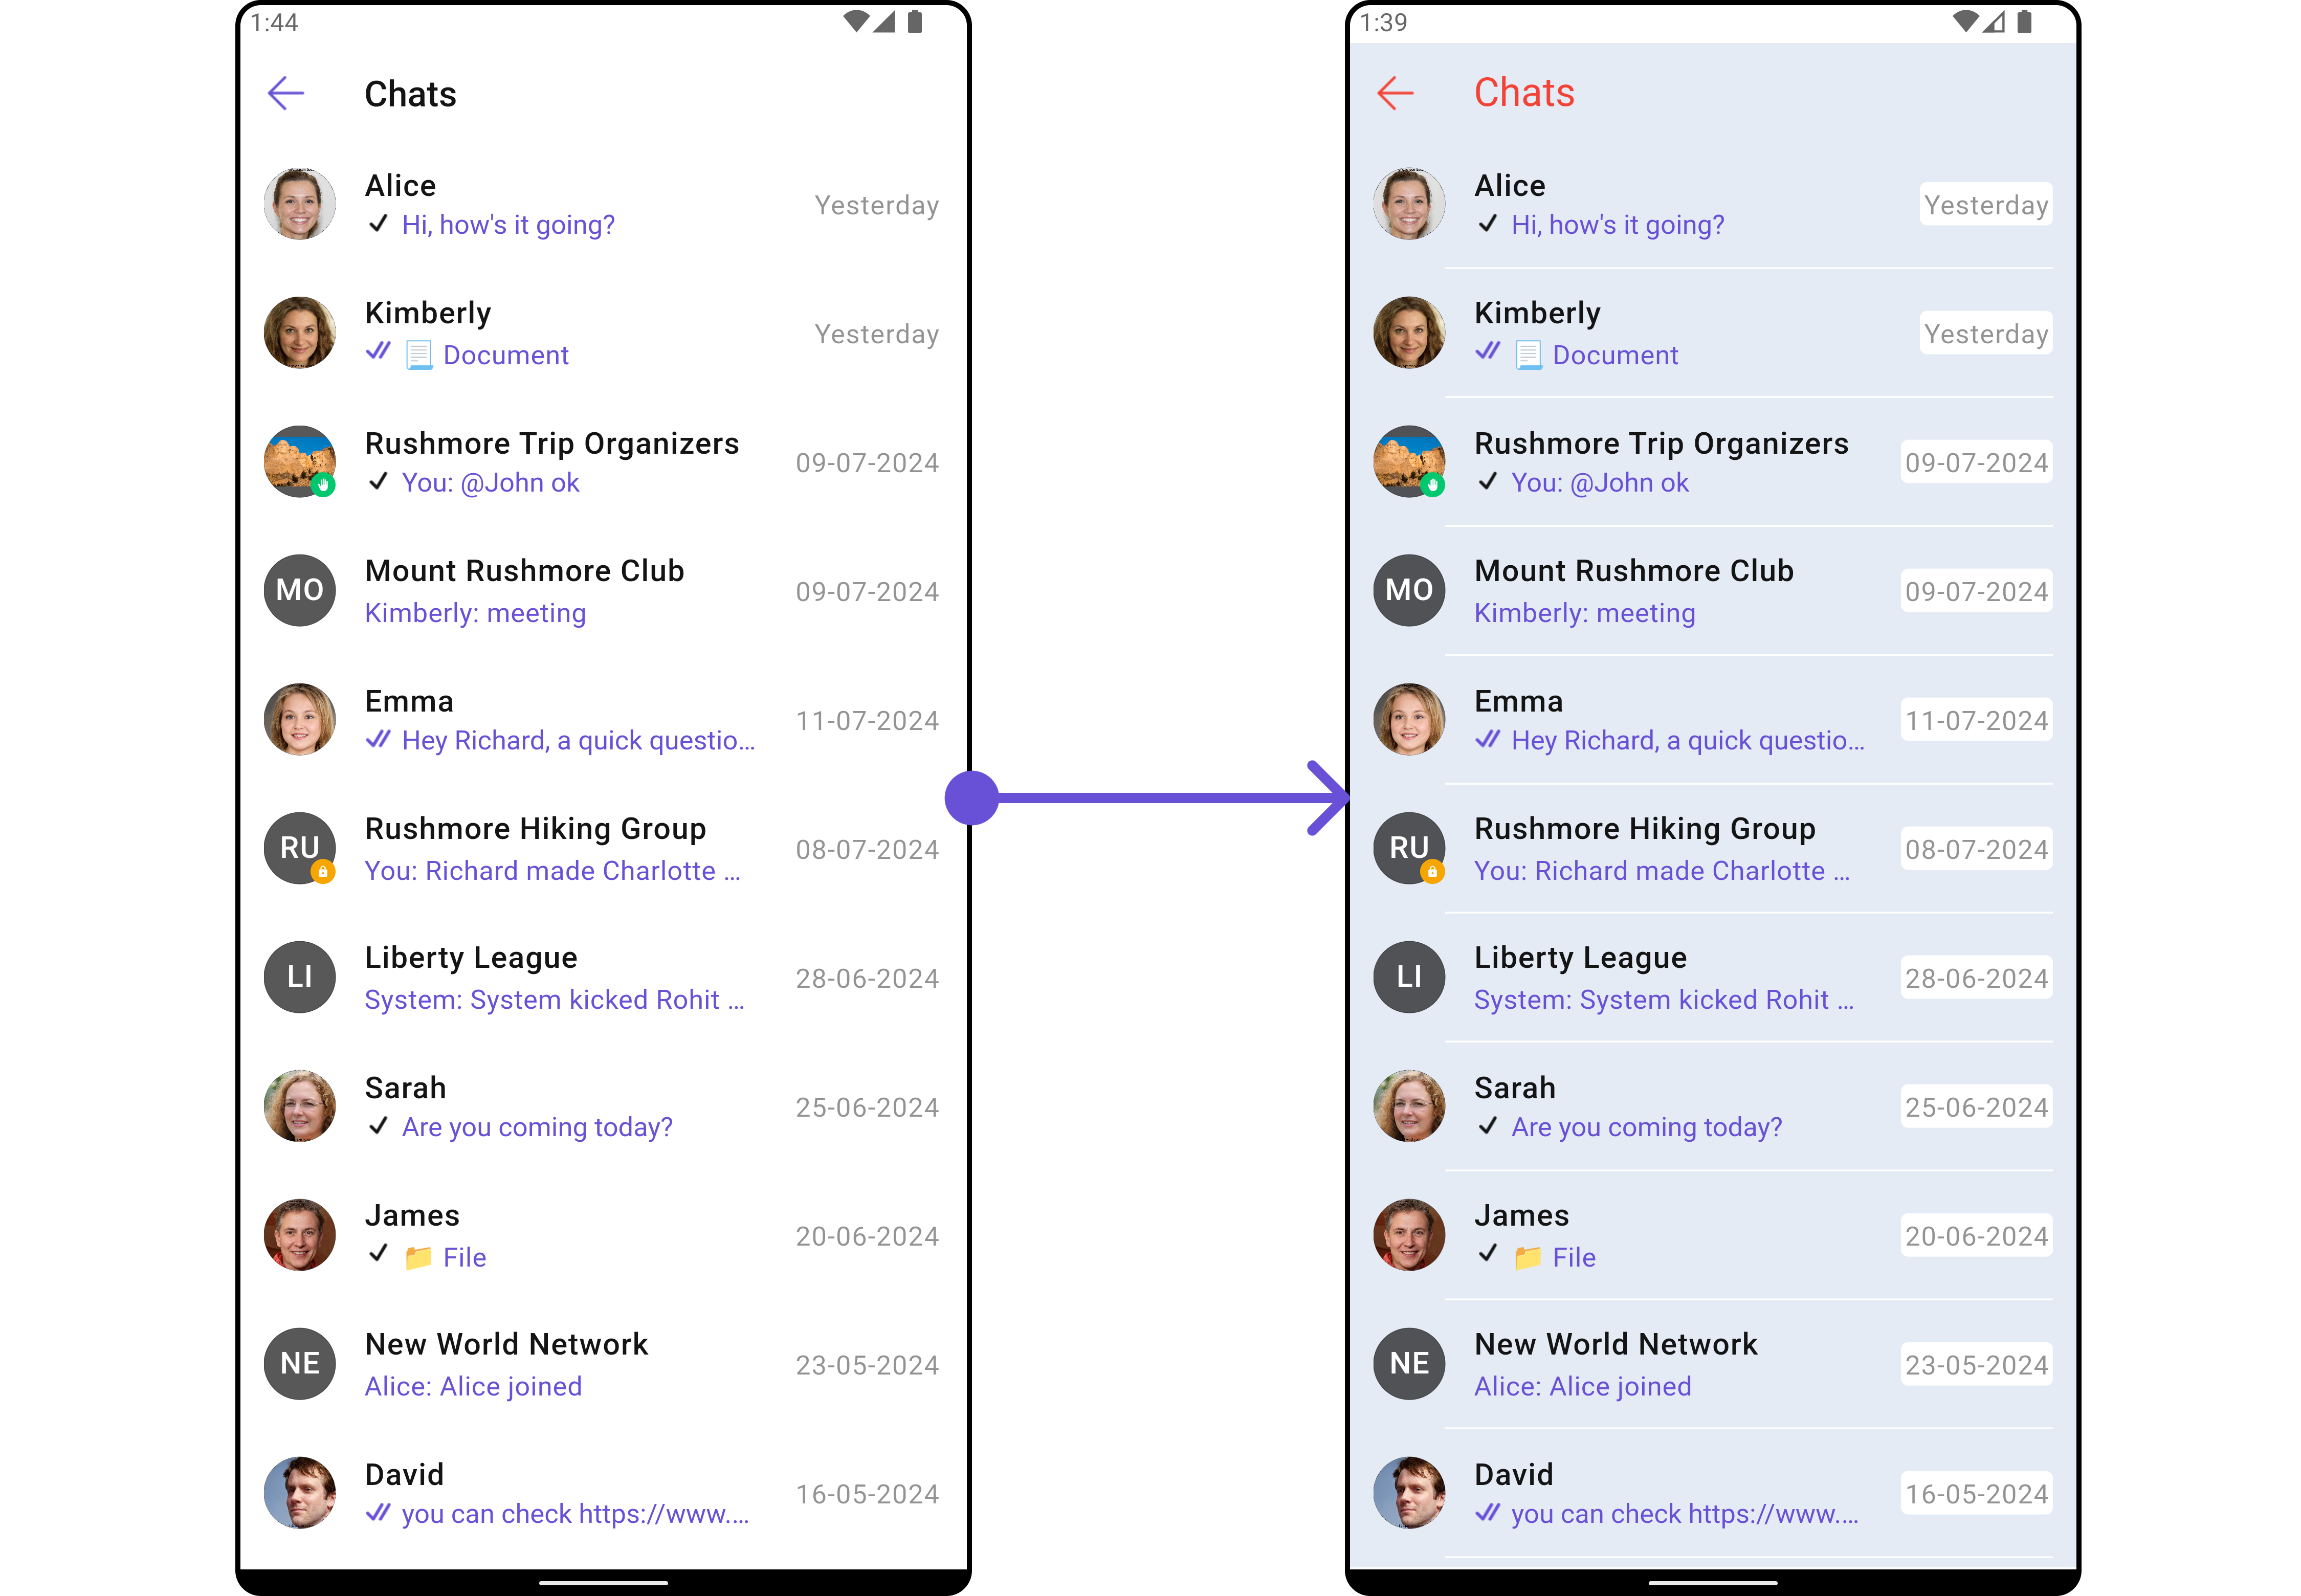 1:44
Chats
Alice
Hi, how's it going?
Yesterday
Kimberly
📃 Document
Yesterday
Rushmore Trip Organizers
You: @John ok
09-07-2024
MO
Mount Rushmore Club
Kimberly: meeting
09-07-2024
Emma
Hey Richard, a quick questio...
11-07-2024
RU
Rushmore Hiking Group
You: Richard made Charlotte ...
08-07-2024
LI
Liberty League
System: System kicked Rohit ...
28-06-2024
Sarah
Are you coming today?
25-06-2024
James
📁 File
20-06-2024
NE
New World Network
Alice: Alice joined
23-05-2024
David
you can check https://www....
16-05-2024
1:39
Chats
Alice
Hi, how's it going?
Yesterday
Kimberly
📃 Document
Yesterday
Rushmore Trip Organizers
You: @John ok
09-07-2024
MO
Mount Rushmore Club
Kimberly: meeting
09-07-2024
Emma
Hey Richard, a quick questio...
11-07-2024
RU
Rushmore Hiking Group
You: Richard made Charlotte ...
08-07-2024
LI
Liberty League
System: System kicked Rohit ...
28-06-2024
Sarah
Are you coming today?
25-06-2024
James
📁 File
20-06-2024
NE
New World Network
Alice: Alice joined
23-05-2024
David
you can check https://www....
16-05-2024